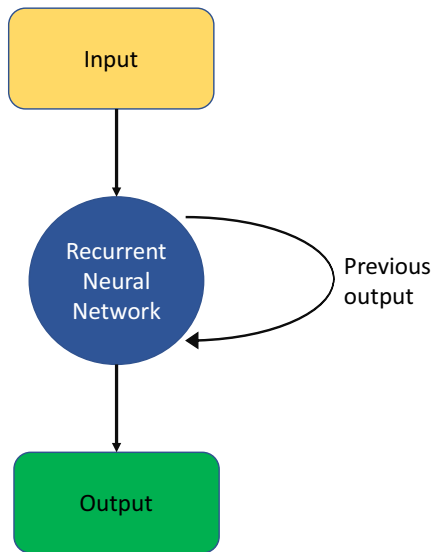 Input
Recurrent
Neural
Network
Previous
output
Output